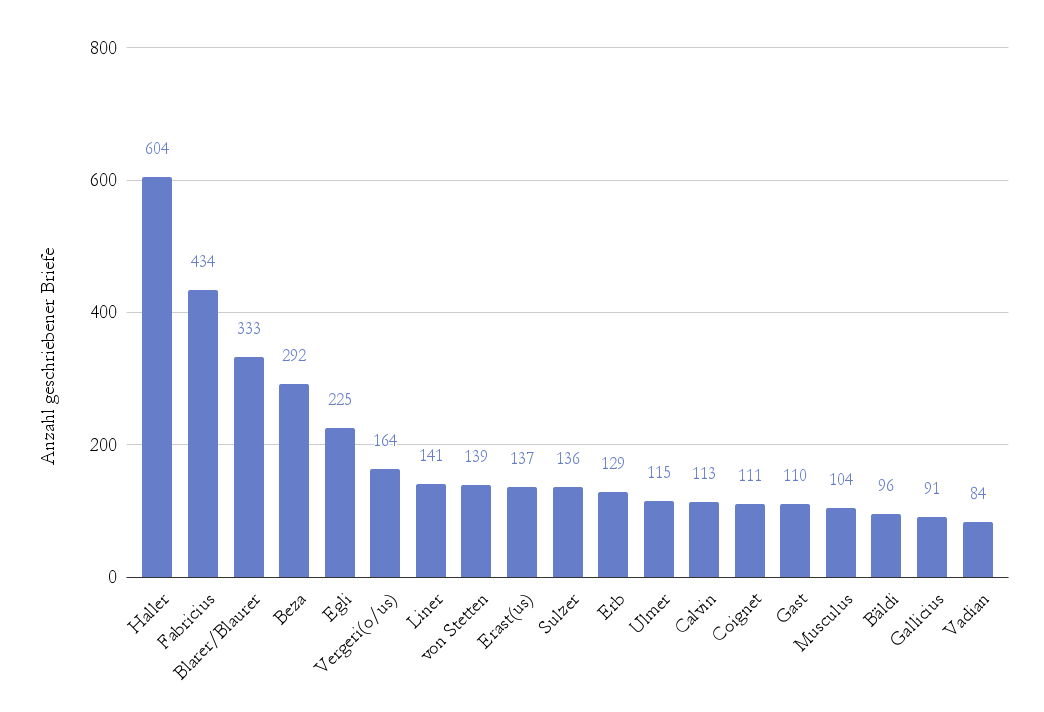 Anzahl geschriebener Briefe
800
600
400
200
0
604
434
333
292
225
164
141
139
137
136
129
115
113
111
110
104
96
91
84
Haller
Fabricius
Blarer/Blaurer
Beza
Egli
Vergeri(o/us)
Liner
von Stetten
Erast(us)
Sulzer
Erb
Ulmer
Calvin
Coignet
Gast
Musculus
Bäldi
Gallicius
Vadian